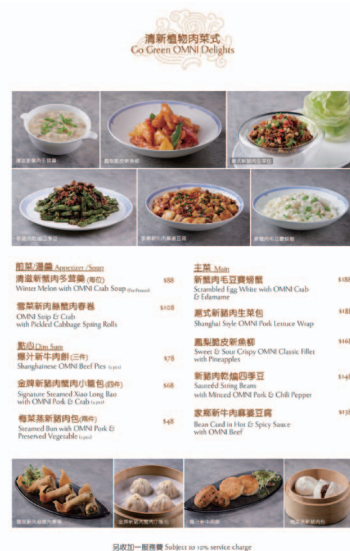 清新植物肉菜式
Go Green OMNI Delights
前菜/湯羹 Appetizer /Soup
清滋新蟹肉冬茸羹 (每位) $88
Winter Melon with OMNI Crab Soup (Per Person)
雪菜新肉絲蟹肉春卷 $108
OMNI Strip & Crab
with Pickled Cabbage Spring Rolls
點心 Dim Sum
爆汁新牛肉餅 (三件) $78
Shanghainese OMNI Beef Pies (3 pcs)
金牌新豬肉蟹肉小籠包 (四件) $68
Signature Steamed Xiao Long Bao
with OMNI Pork & Crab (4 pcs)
梅菜蒸新豬肉包 (兩件) $48
Steamed Bun with OMNI Pork &
Preserved Vegetable (2 pcs)
主菜 Main
新蟹肉毛豆賽螃蟹
Scrambled Egg White with OMNI Crab
& Edamame
滬式新豬肉生菜包
Shanghai Style OMNI Pork Lettuce Wrap
鳳梨脆皮新魚柳
Sweet & Sour Crispy OMNI Classic Fillet
with Pineapples
新豬肉乾煸四季豆
Sautéed String Beans
with Minced OMNI Pork & Chili Pepper
家鄉新牛肉麻婆豆腐
Bean Curd in Hot & Spicy Sauce
with OMNI Beef
另收加一服務費 Subject to 10% service charge